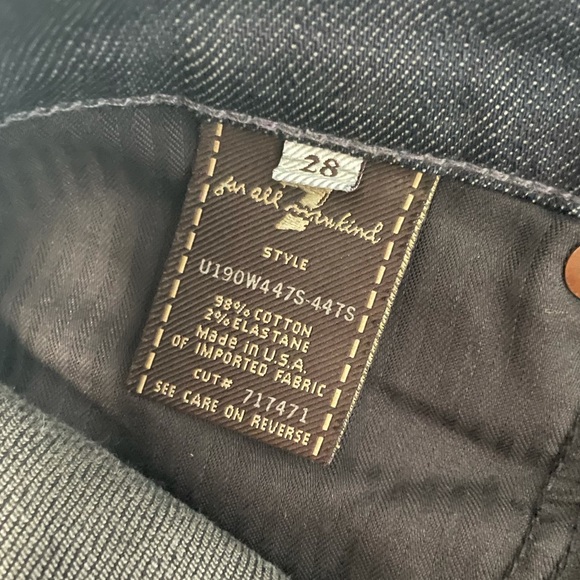 28
7
for all mankind
STYLE
U190W447S-447S
98% COTTON
2% ELASTANE
Made in U.S.A.
OF IMPORTED FABRIC
CUT# 717471
SEE CARE ON REVERSE